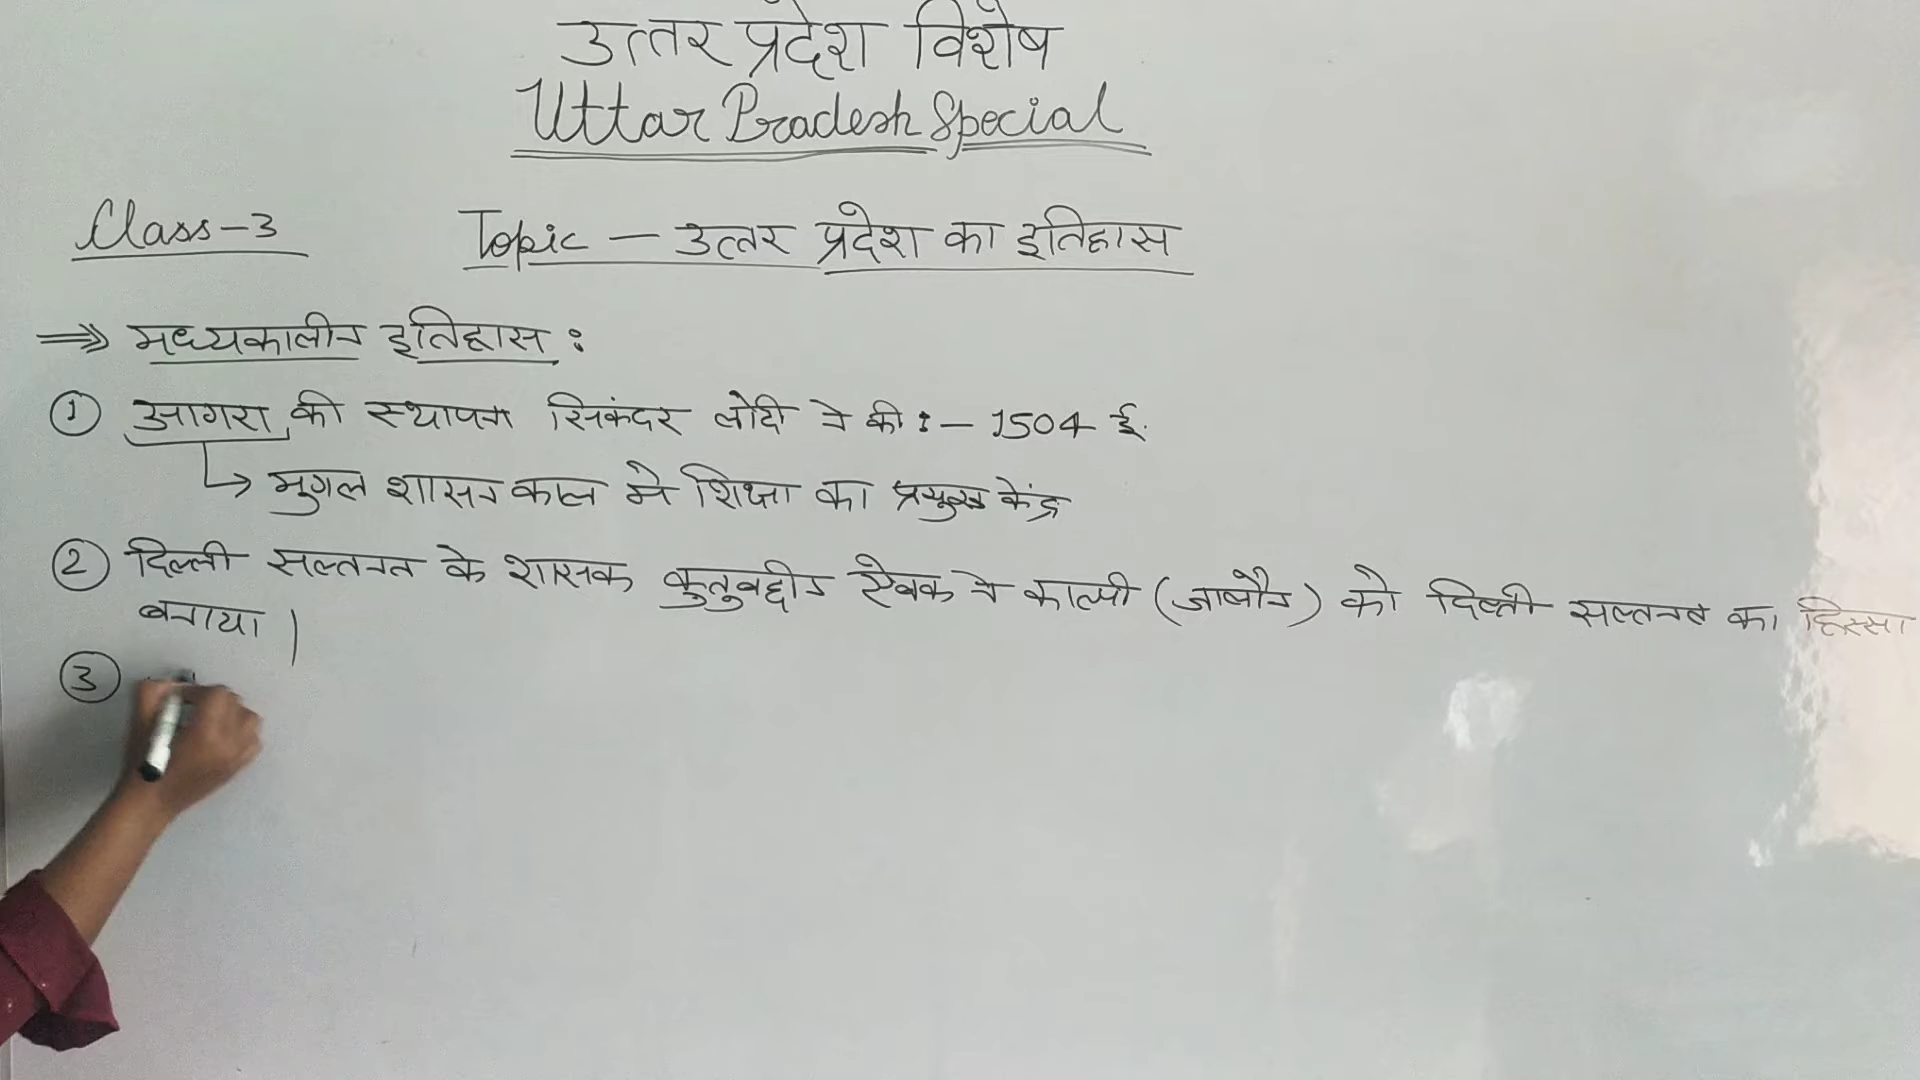 उत्तर प्रदेश विशेष
Uttar Pradesh Special
Class-3 Topic — उत्तर प्रदेश का इतिहास
⇒ मध्यकालीन इतिहास :
① आगरा की स्थापना सिकंदर लोदी ने की :- 1504 ई.
↳ मुगल शासन काल मे शिक्षा का प्रमुख केंद्र
② दिल्ली सल्तनत के शासक कुतुबद्दीन ऐबक ने काल्पी (जालौन) को दिल्ली सल्तनत का हिस्सा
बनाया |
③